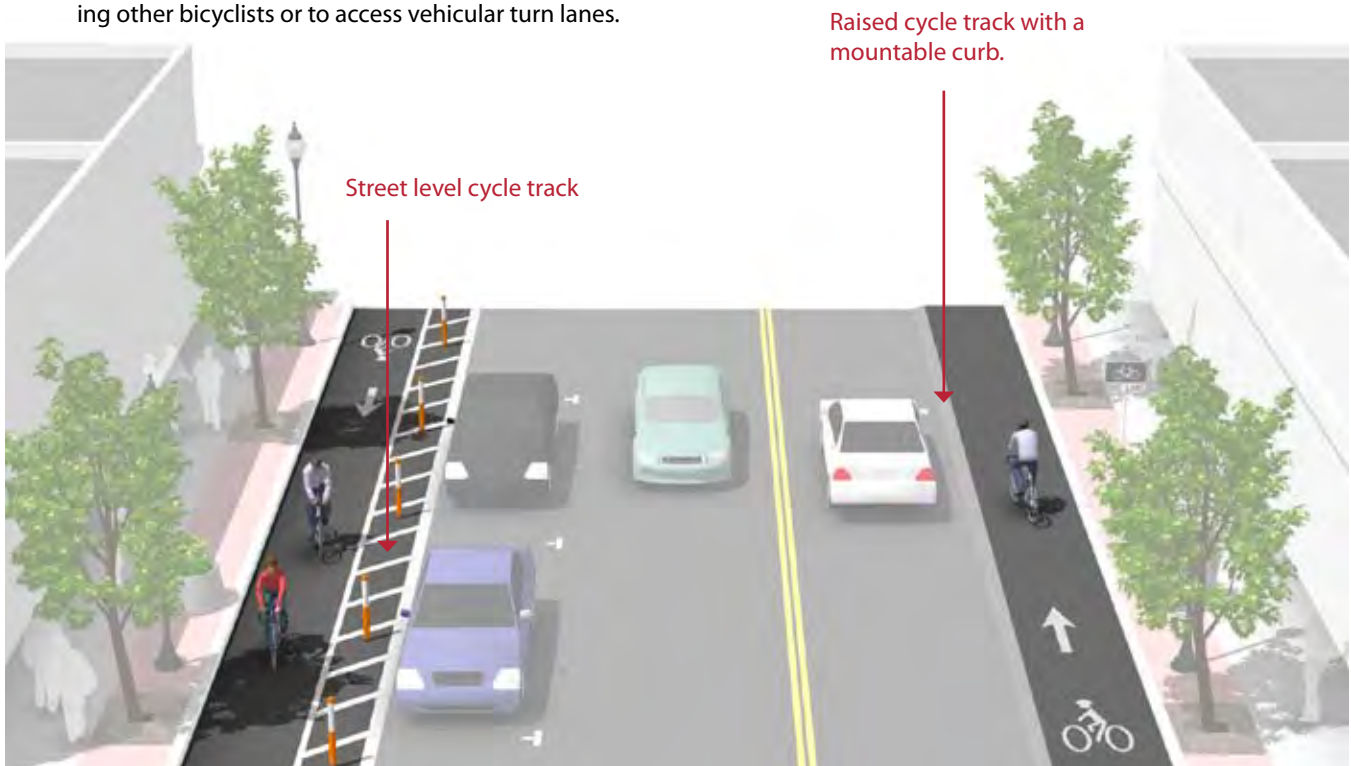 ing other bicyclists or to access vehicular turn lanes.
Raised cycle track with a
mountable curb.
Street level cycle track